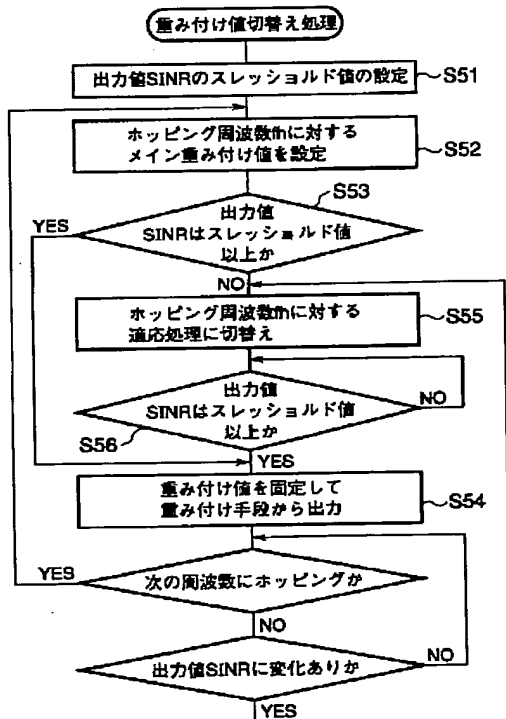 重み付け値切替え処理
出力値SINRのスレッショルド値の設定
S51
ホッピング周波数fhに対する
メイン重み付け値を設定
S52
S53
出力値
SINRはスレッショルド値
以上か
YES
NO
ホッピング周波数fhに対する
適応処理に切替え
S55
出力値
SINRはスレッショルド値
以上か
NO
S56
YES
重み付け値を固定して
重み付け手段から出力
S54
次の周波数にホッピングか
YES
NO
出力値SINRに変化ありか
NO
YES